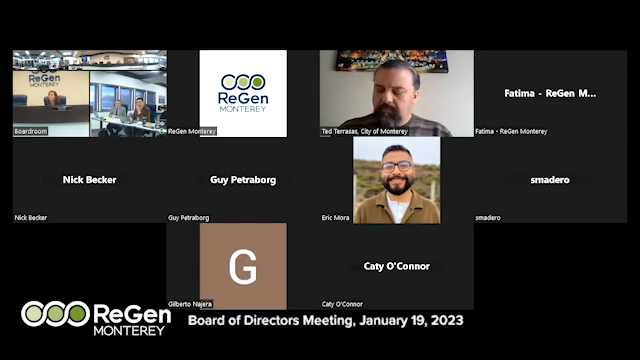 ReGen
MONTEREY
Boardroom
ReGen
MONTEREY
ReGen Monterey
Ted Terrasas, City of Monterey
Fatima - ReGen M...
Fatima - ReGen Monterey
Nick Becker
Nick Becker
Guy Petraborg
Guy Petraborg
Eric Mora
smadero
smadero
G
Gilberto Najera
Caty O'Connor
Caty O'Connor
ReGen
MONTEREY
Board of Directors Meeting, January 19, 2023